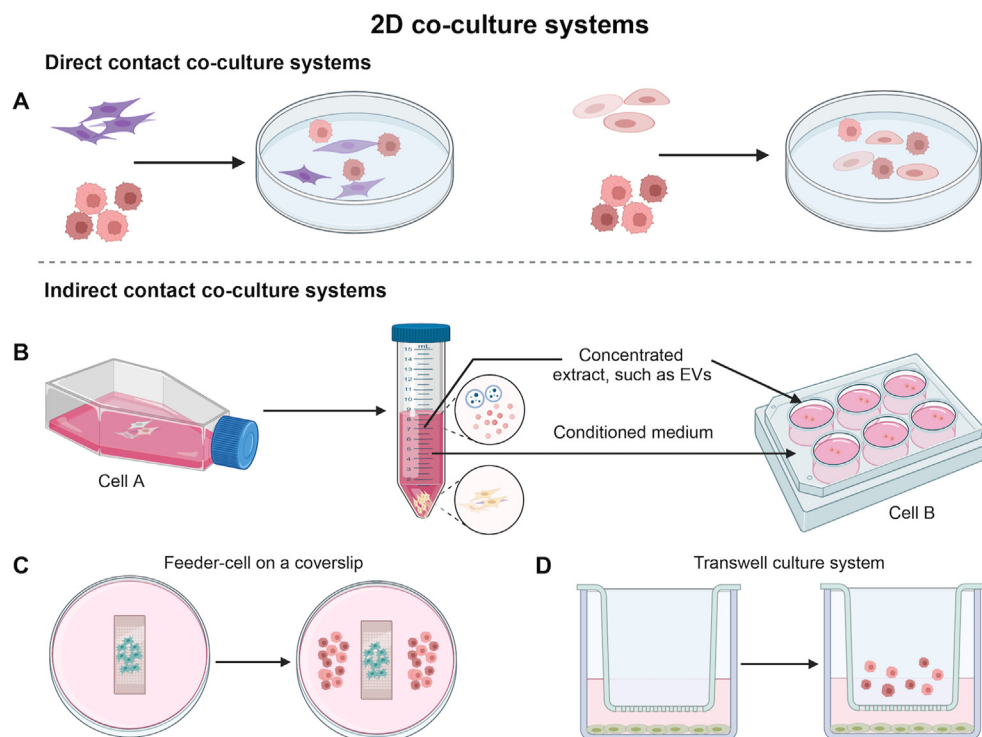 2D co-culture systems
Direct contact co-culture systems
A
Indirect contact co-culture systems
B
mL
15
14
13
12
11
10
9
8
7
6
5
4
3
2
Concentrated
extract, such as EVs
Conditioned medium
Cell A
Cell B
C
Feeder-cell on a coverslip
D
Transwell culture system